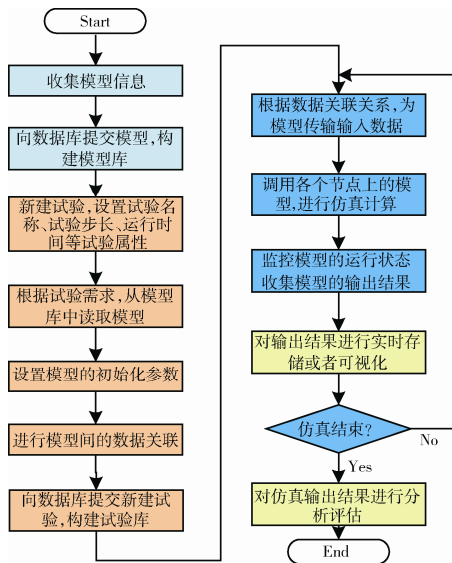 Start
收集模型信息
向数据库提交模型,构
建模型库
新建试验,设置试验名
称、试验步长、运行时
间等试验属性
根据试验需求,从模型
库中读取模型
设置模型的初始化参数
进行模型间的数据关联
向数据库提交新建试
验,构建试验库
根据数据关联关系,为
模型传输输入数据
调用各个节点上的模
型,进行仿真计算
监控模型的运行状态
收集模型的输出结果
对输出结果进行实时存
储或者可视化
仿真结束?
No
Yes
对仿真输出结果进行分
析评估
End